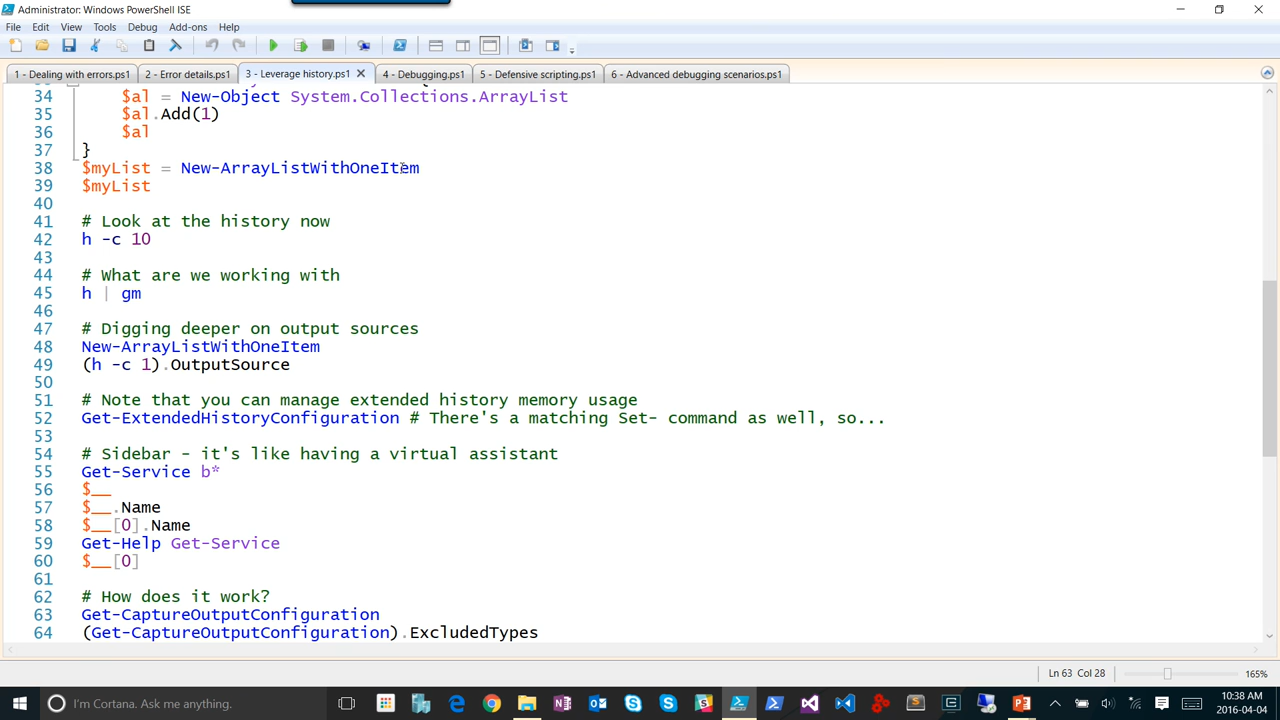 Administrator: Windows PowerShell ISE
File Edit View Tools Debug Add-ons Help
1 - Dealing with errors.ps1 2 - Error details.ps1 3 - Leverage history.ps1 4 - Debugging.ps1 5 - Defensive scripting.ps1 6 - Advanced debugging scenarios.ps1
34 $al = New-Object System.Collections.ArrayList
35 $al.Add(1)
36 $al
37 }
38 $myList = New-ArrayListWithOneItem
39 $myList
40
41 # Look at the history now
42 h -c 10
43
44 # What are we working with
45 h | gm
46
47 # Digging deeper on output sources
48 New-ArrayListWithOneItem
49 (h -c 1).OutputSource
50
51 # Note that you can manage extended history memory usage
52 Get-ExtendedHistoryConfiguration # There's a matching Set- command as well, so...
53
54 # Sidebar - it's like having a virtual assistant
55 Get-Service b*
56 $__
57 $__.Name
58 $__[0].Name
59 Get-Help Get-Service
60 $__[0]
61
62 # How does it work?
63 Get-CaptureOutputConfiguration
64 (Get-CaptureOutputConfiguration).ExcludedTypes
Ln 63 Col 28 165%
I'm Cortana. Ask me anything.
10:38 AM
2016-04-04